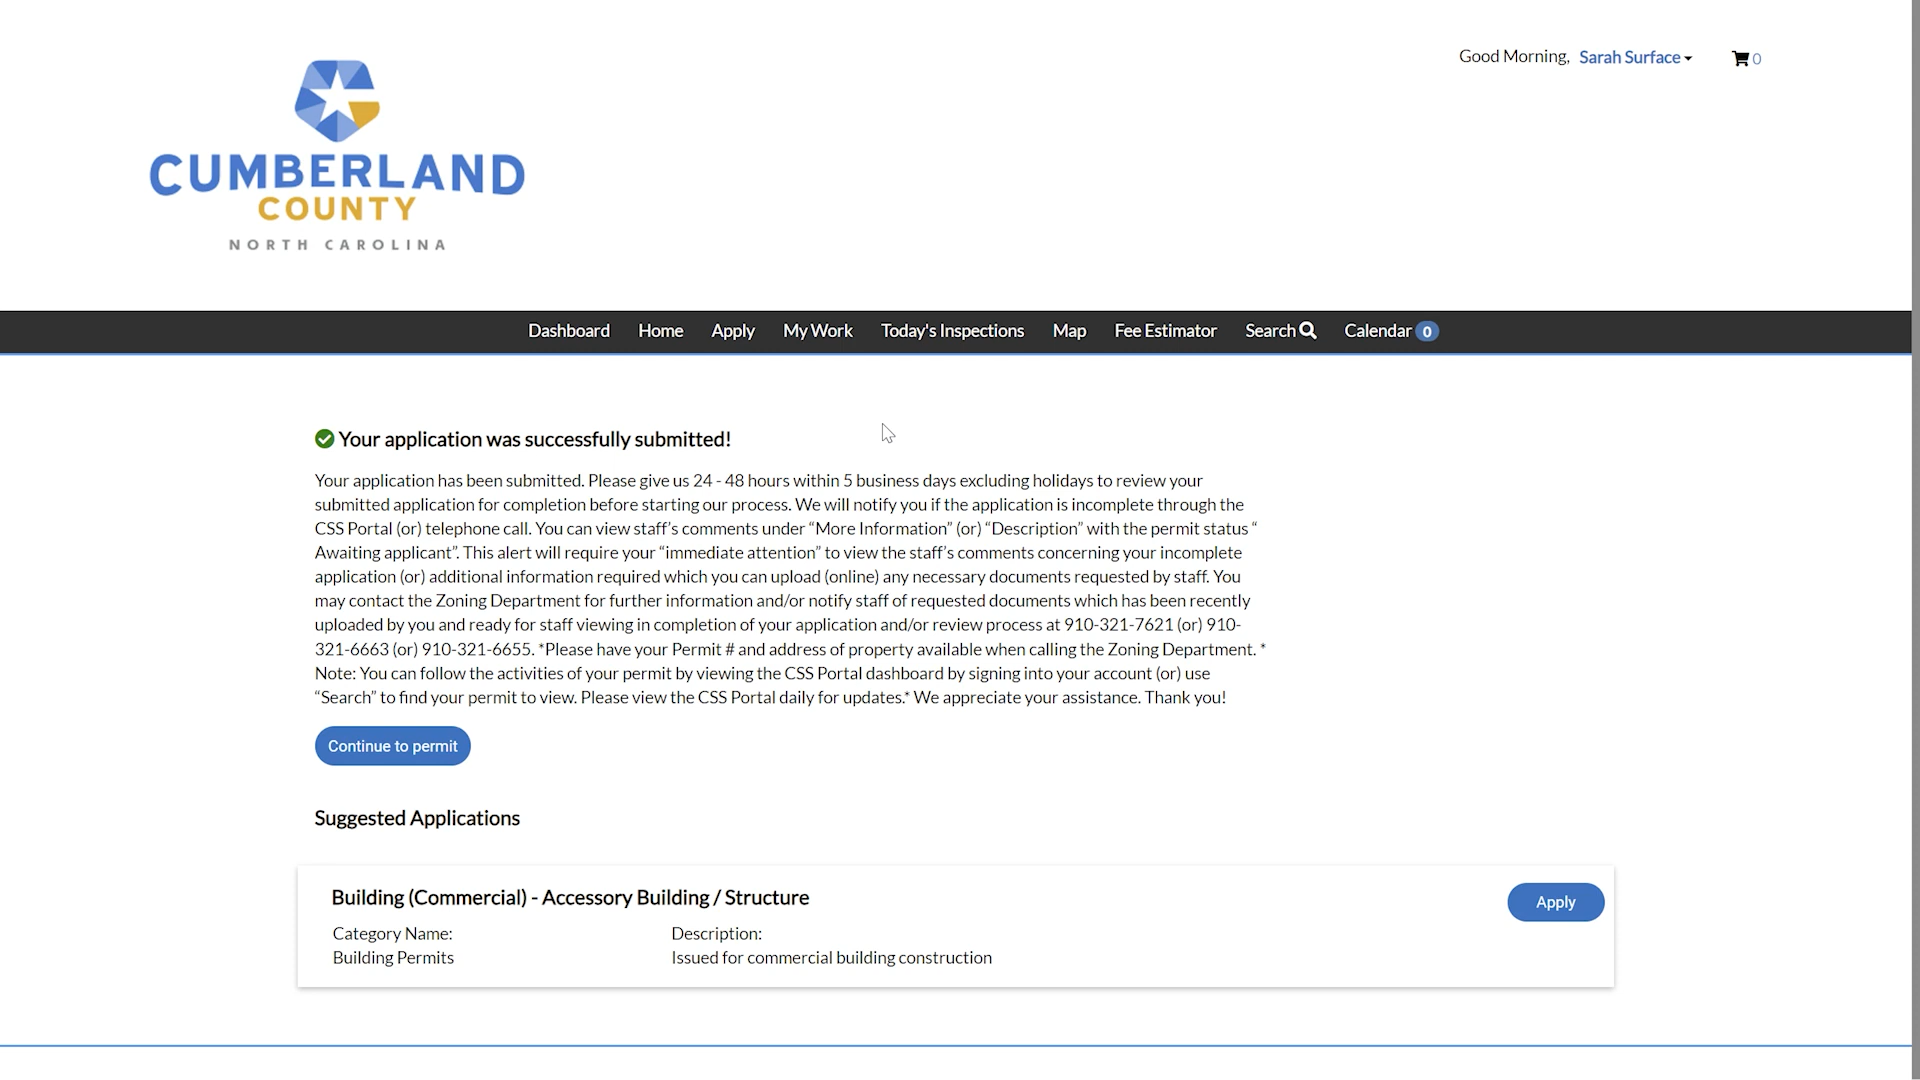 Good Morning, Sarah Surface 0
CUMBERLAND
COUNTY
NORTH CAROLINA
Dashboard Home Apply My Work Today's Inspections Map Fee Estimator Search Calendar 0
Your application was successfully submitted!
Your application has been submitted. Please give us 24 - 48 hours within 5 business days excluding holidays to review your
submitted application for completion before starting our process. We will notify you if the application is incomplete through the
CSS Portal (or) telephone call. You can view staff’s comments under “More Information” (or) “Description” with the permit status “
Awaiting applicant”. This alert will require your “immediate attention” to view the staff’s comments concerning your incomplete
application (or) additional information required which you can upload (online) any necessary documents requested by staff. You
may contact the Zoning Department for further information and/or notify staff of requested documents which has been recently
uploaded by you and ready for staff viewing in completion of your application and/or review process at 910-321-7621 (or) 910-
321-6663 (or) 910-321-6655. *Please have your Permit # and address of property available when calling the Zoning Department. *
Note: You can follow the activities of your permit by viewing the CSS Portal dashboard by signing into your account (or) use
“Search” to find your permit to view. Please view the CSS Portal daily for updates.* We appreciate your assistance. Thank you!
Continue to permit
Suggested Applications
Building (Commercial) - Accessory Building / Structure
Apply
Category Name: Description:
Building Permits Issued for commercial building construction